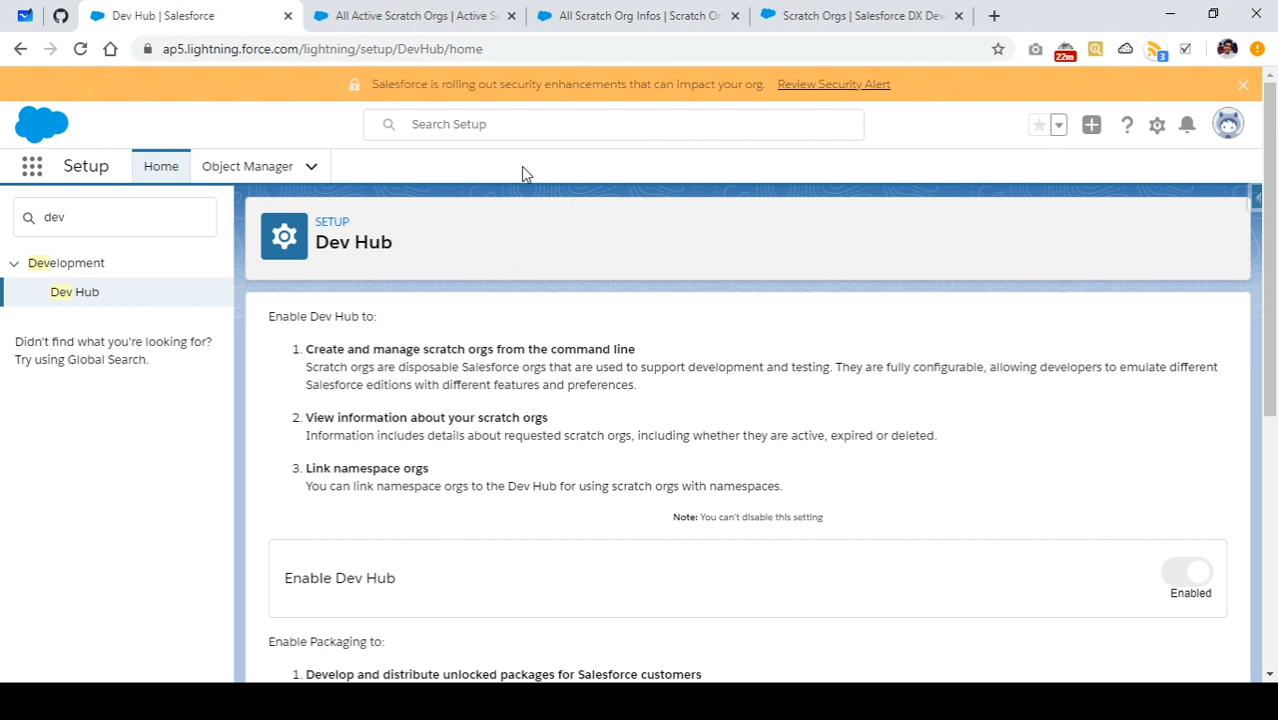 Dev Hub | Salesforce
All Active Scratch Orgs | Active Sc
All Scratch Org Infos | Scratch Or
Scratch Orgs | Salesforce DX Dev
ap5.lightning.force.com/lightning/setup/DevHub/home
22m
3
Salesforce is rolling out security enhancements that can impact your org. Review Security Alert
Search Setup
Setup
Home
Object Manager
dev
Development
Dev Hub
Didn't find what you're looking for?
Try using Global Search.
SETUP
Dev Hub
Enable Dev Hub to:
1. Create and manage scratch orgs from the command line
Scratch orgs are disposable Salesforce orgs that are used to support development and testing. They are fully configurable, allowing developers to emulate different
Salesforce editions with different features and preferences.
2. View information about your scratch orgs
Information includes details about requested scratch orgs, including whether they are active, expired or deleted.
3. Link namespace orgs
You can link namespace orgs to the Dev Hub for using scratch orgs with namespaces.
Note: You can't disable this setting
Enable Dev Hub
Enabled
Enable Packaging to:
1. Develop and distribute unlocked packages for Salesforce customers